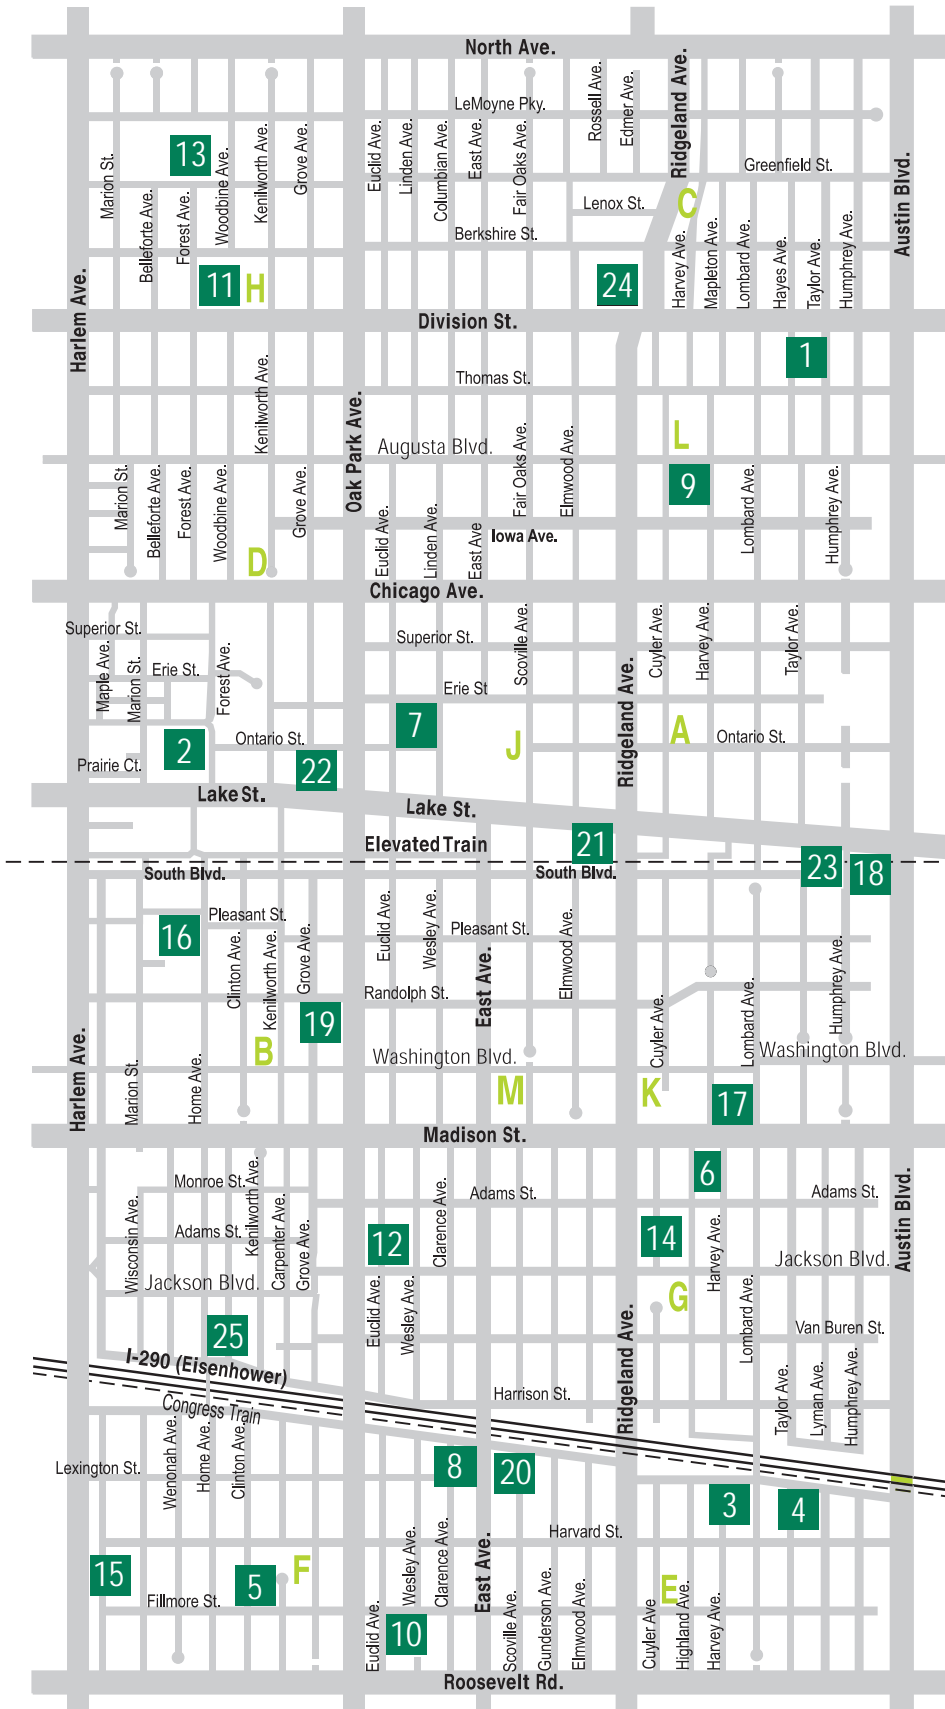 North Ave.
LeMoyne Pky.
Rossell Ave.
Edmer Ave.
Ridgeland Ave.
Marion St.
13
Belleforte Ave.
Forest Ave.
Woodbine Ave.
Kenilworth Ave.
Grove Ave.
Euclid Ave.
Linden Ave.
Columbian Ave.
East Ave.
Fair Oaks Ave.
Greenfield St.
Austin Blvd.
Lenox St.
C
Berkshire St.
Harlem Ave.
11
H
24
Harvey Ave.
Mapleton Ave.
Lombard Ave.
Hayes Ave.
Taylor Ave.
Humphrey Ave.
Division St.
1
Kenilworth Ave.
Thomas St.
Oak Park Ave.
Augusta Blvd.
Fair Oaks Ave.
Elmwood Ave.
L
9
Marion St.
Belleforte Ave.
Forest Ave.
Woodbine Ave.
Grove Ave.
Euclid Ave.
Linden Ave.
East Ave
Iowa Ave.
Lombard Ave.
Humphrey Ave.
D
Chicago Ave.
Superior St.
Superior St.
Scoville Ave.
Cuyler Ave.
Harvey Ave.
Taylor Ave.
Maple Ave.
Marion St.
Erie St.
Forest Ave.
Erie St
Ridgeland Ave.
2
Ontario St.
22
7
J
A
Ontario St.
Prairie Ct.
Lake St.
Lake St.
Elevated Train
21
23
18
South Blvd.
South Blvd.
16
Pleasant St.
Clinton Ave.
Kenilworth Ave.
Grove Ave.
Euclid Ave.
Wesley Ave.
Pleasant St.
East Ave.
Elmwood Ave.
Randolph St.
19
Cuyler Ave.
Lombard Ave.
Humphrey Ave.
Harlem Ave.
B
Washington Blvd.
Washington Blvd.
Marion St.
Home Ave.
M
K
17
Madison St.
Monroe St.
6
Wisconsin Ave.
Adams St.
Kenilworth Ave.
Carpenter Ave.
Grove Ave.
12
Clarence Ave.
Adams St.
14
Harvey Ave.
Adams St.
Austin Blvd.
Jackson Blvd.
Jackson Blvd.
Euclid Ave.
Wesley Ave.
G
Lombard Ave.
25
Ridgeland Ave.
Van Buren St.
I-290 (Eisenhower)
Congress Train
Harrison St.
Taylor Ave.
Lyman Ave.
Humphrey Ave.
Lexington St.
Wenonah Ave.
Home Ave.
Clinton Ave.
8
20
3
4
Harvard St.
15
5
F
Wesley Ave.
Clarence Ave.
East Ave.
E
Fillmore St.
Euclid Ave.
10
Scoville Ave.
Gunderson Ave.
Elmwood Ave.
Cuyler Ave
Highland Ave.
Harvey Ave.
Roosevelt Rd.